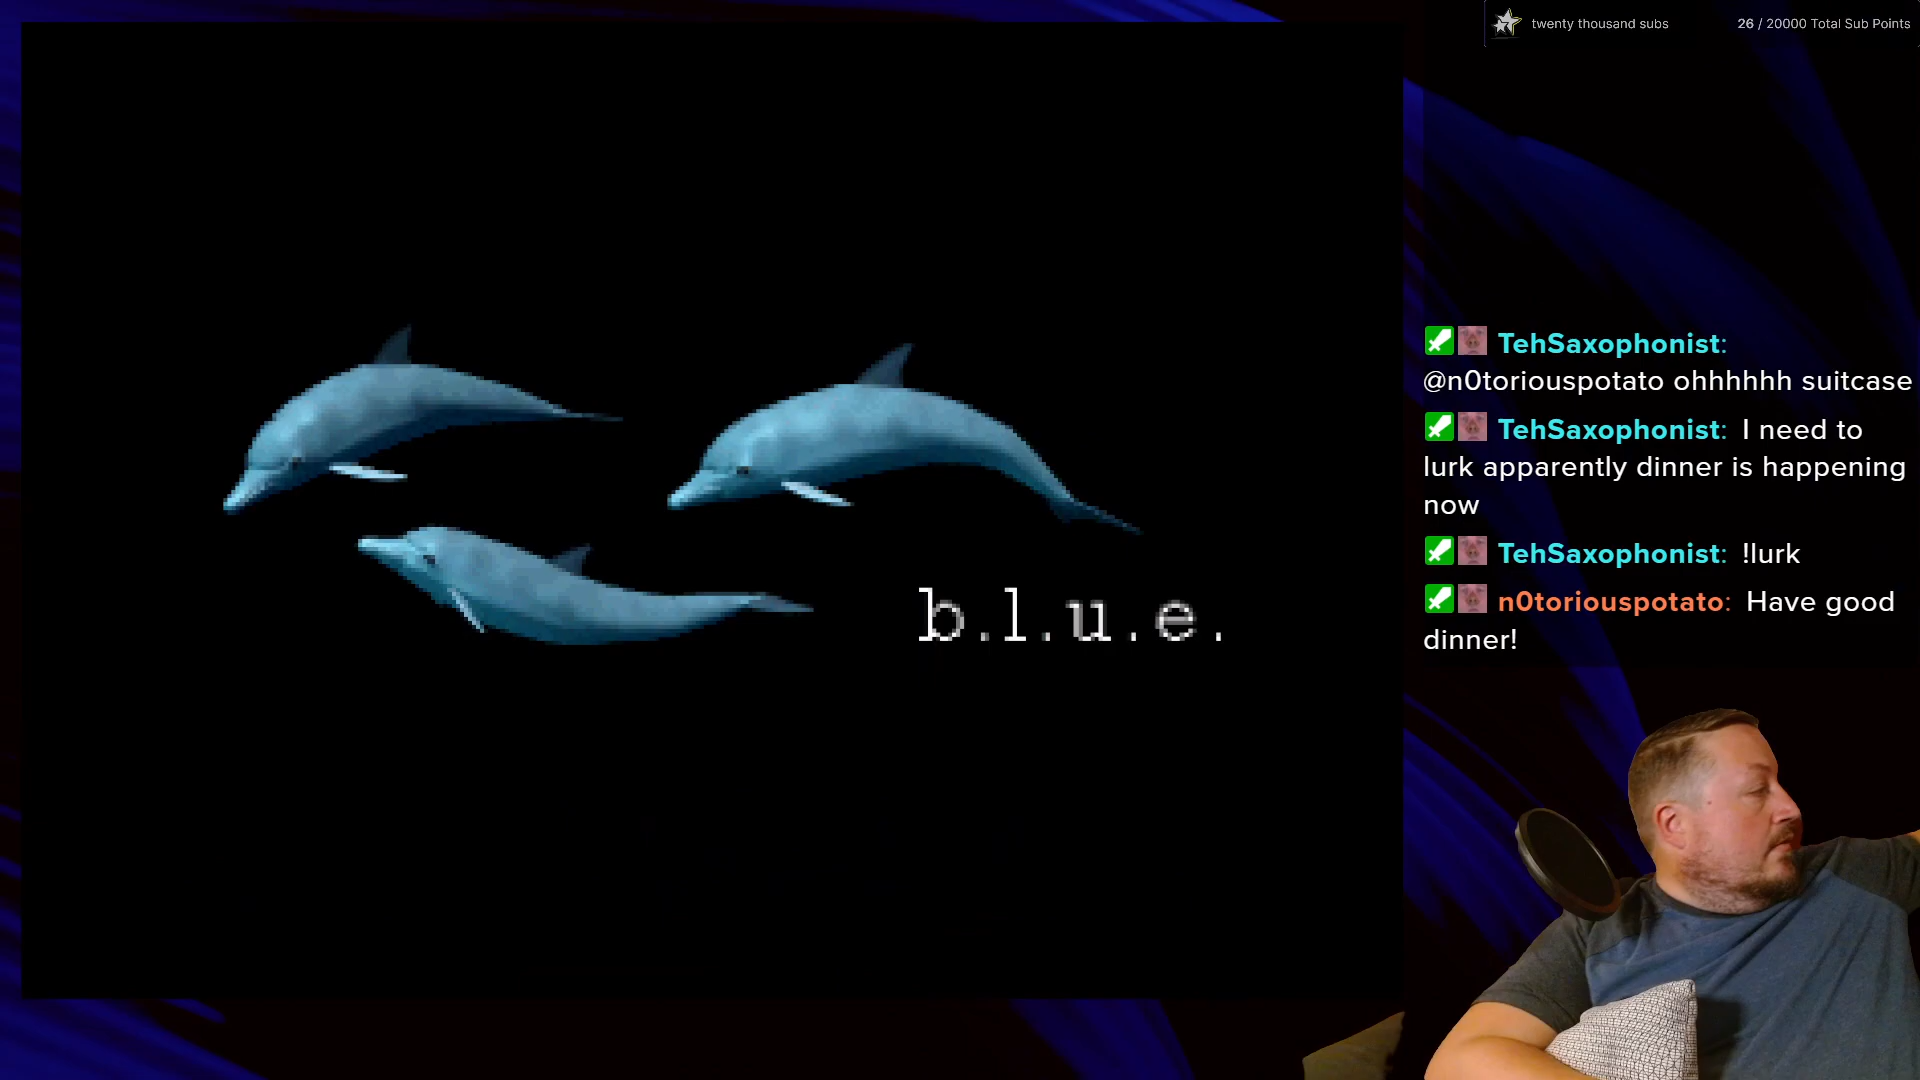 twenty thousand subs 26 / 20000 Total Sub Points
TehSaxophonist:
@n0toriouspotato ohhhhhh suitcase
TehSaxophonist: I need to
lurk apparently dinner is happening
now
TehSaxophonist: !lurk
n0toriouspotato: Have good
dinner!
b.l.u.e.